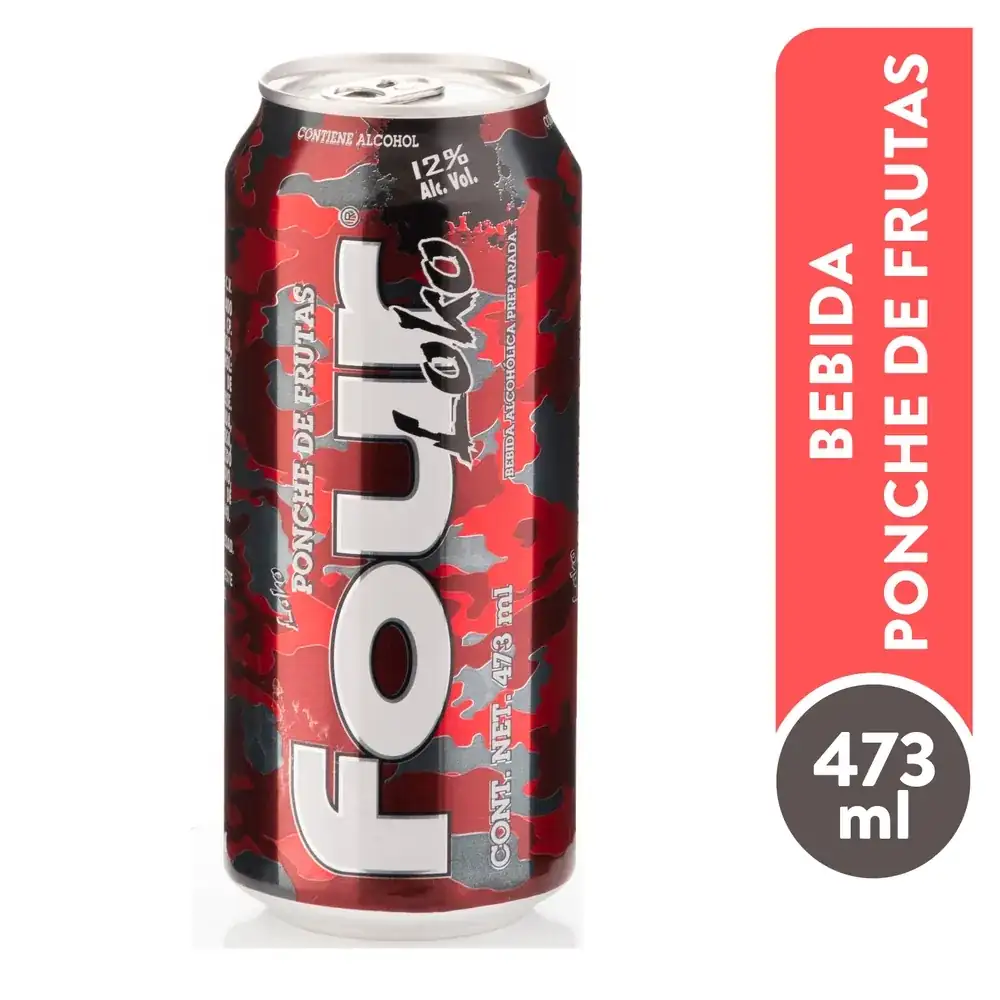 CONTIENE ALCOHOL
12%
Alc. Vol.
four
Loko
®
PONCHE DE FRUTAS
Loko
BEBIDA ALCOHÓLICA PREPARADA
CONT. NET. 473 ml
BEBIDA
PONCHE DE FRUTAS
473
ml